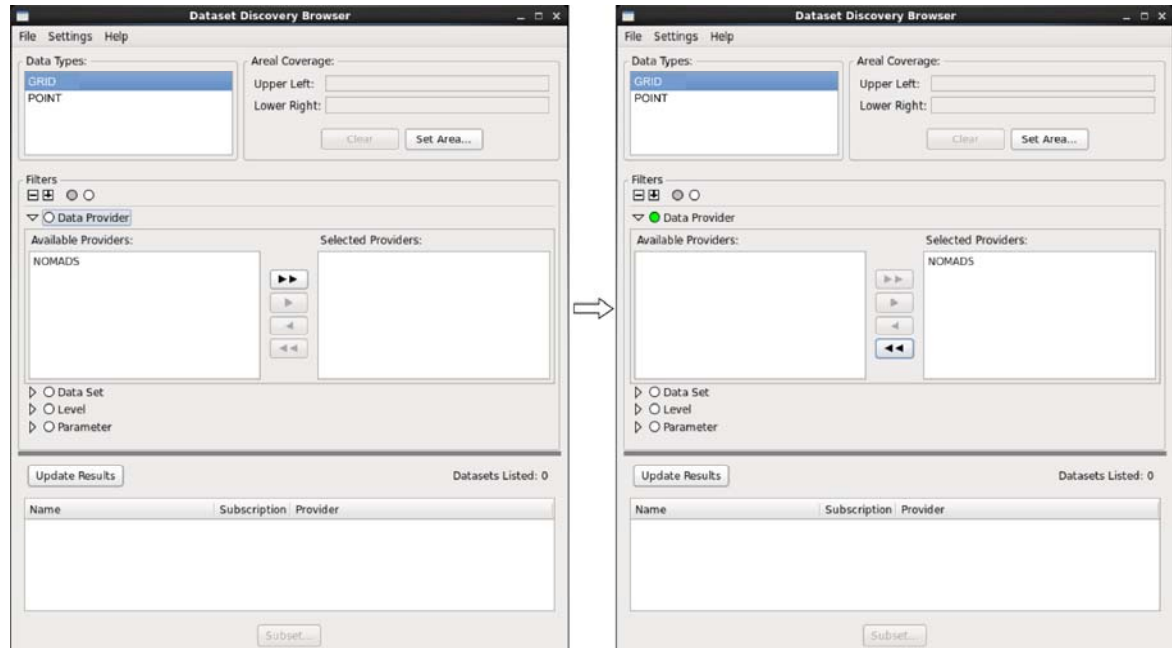 Dataset Discovery Browser
File Settings Help
Data Types:
GRID
POINT
Areal Coverage:
Upper Left:
Lower Right:
Clear
Set Area...
Filters
Data Provider
Available Providers:
NOMADS
Selected Providers:
Data Set
Level
Parameter
Update Results
Datasets Listed: 0
Name Subscription Provider
Subset...
Dataset Discovery Browser
File Settings Help
Data Types:
GRID
POINT
Areal Coverage:
Upper Left:
Lower Right:
Clear
Set Area...
Filters
Data Provider
Available Providers:
Selected Providers:
NOMADS
Data Set
Level
Parameter
Update Results
Datasets Listed: 0
Name Subscription Provider
Subset...